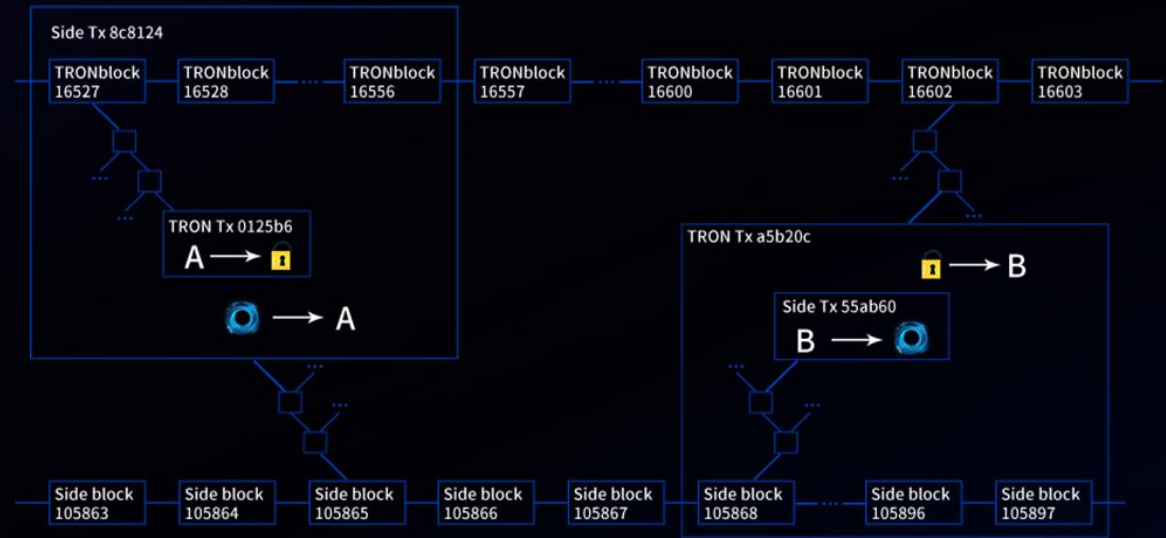 Side Tx 8c8124
TRONblock
16527
TRONblock
16528
...
TRONblock
16556
TRONblock
16557
...
TRONblock
16600
TRONblock
16601
TRONblock
16602
TRONblock
16603
...
...
...
...
TRON Tx 0125b6
A
A
TRON Tx a5b20c
B
Side Tx 55ab60
B
...
...
...
...
Side block
105863
Side block
105864
Side block
105865
Side block
105866
Side block
105867
Side block
105868
...
Side block
105896
Side block
105897